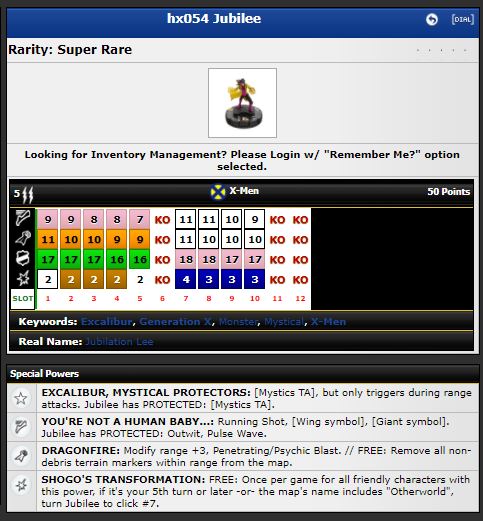 hx054 Jubilee
[DIAL]
Rarity: Super Rare
Looking for Inventory Management? Please Login w/ "Remember Me?" option
selected.
5 X-Men 50 Points
9 9 8 8 7 KO 11 11 10 9 KO KO
11 10 10 9 9 KO 11 10 10 10 KO KO
17 17 17 16 16 KO 18 18 17 17 KO KO
2 2 2 2 2 KO 4 3 3 3 KO KO
SLOT 1 2 3 4 5 6 7 8 9 10 11 12
Keywords: Excalibur, Generation X, Monster, Mystical, X-Men
Real Name: Jubilation Lee
Special Powers
EXCALIBUR, MYSTICAL PROTECTORS: [Mystics TA], but only triggers during range
attacks. Jubilee has PROTECTED: [Mystics TA].
YOU'RE NOT A HUMAN BABY...: Running Shot, [Wing symbol], [Giant symbol].
Jubilee has PROTECTED: Outwit, Pulse Wave.
DRAGONFIRE: Modify range +3, Penetrating/Psychic Blast. // FREE: Remove all non-
debris terrain markers within range from the map.
SHOGO'S TRANSFORMATION: FREE: Once per game for all friendly characters with
this power, if it's your 5th turn or later -or- the map's name includes "Otherworld",
turn Jubilee to click #7.